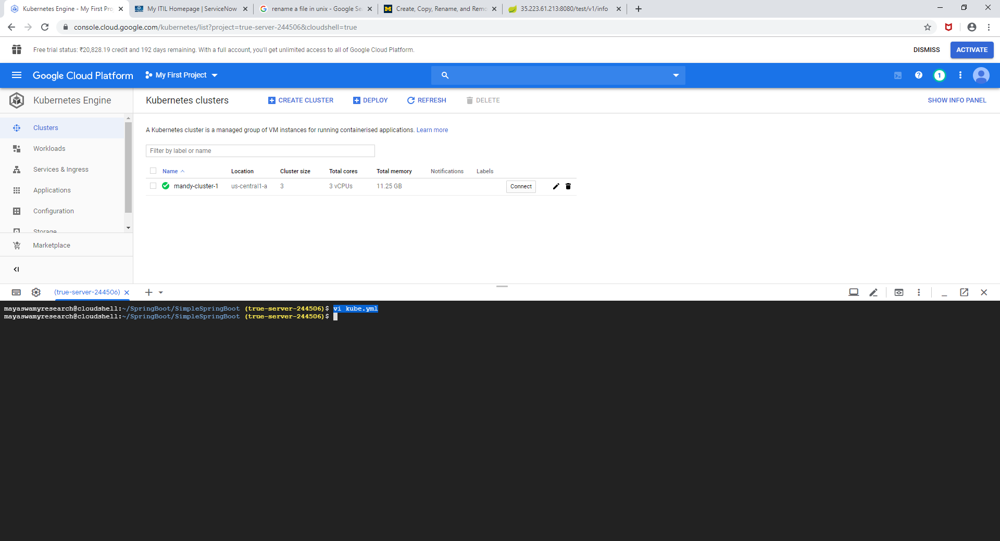 Kubernetes Engine - My First Pro
My ITIL Homepage | ServiceNow
rename a file in unix - Google Se
Create, Copy, Rename, and Remo
35.223.61.213:8080/test/v1/info
console.cloud.google.com/kubernetes/list?project=true-server-244506&cloudshell=true
Free trial status: ₹20,828.19 credit and 192 days remaining. With a full account, you'll get unlimited access to all of Google Cloud Platform.
DISMISS
ACTIVATE
Google Cloud Platform
My First Project
1
Kubernetes Engine
Kubernetes clusters
CREATE CLUSTER
DEPLOY
REFRESH
DELETE
SHOW INFO PANEL
Clusters
Workloads
Services & Ingress
Applications
Configuration
Storage
Marketplace
A Kubernetes cluster is a managed group of VM instances for running containerised applications. Learn more
Filter by label or name
Name Location Cluster size Total cores Total memory Notifications Labels
mandy-cluster-1 us-central1-a 3 3 vCPUs 11.25 GB Connect
(true-server-244506)
mayaswamyresearch@cloudshell:~/SpringBoot/SimpleSpringBoot (true-server-244506)$ vi kube.yml
mayaswamyresearch@cloudshell:~/SpringBoot/SimpleSpringBoot (true-server-244506)$